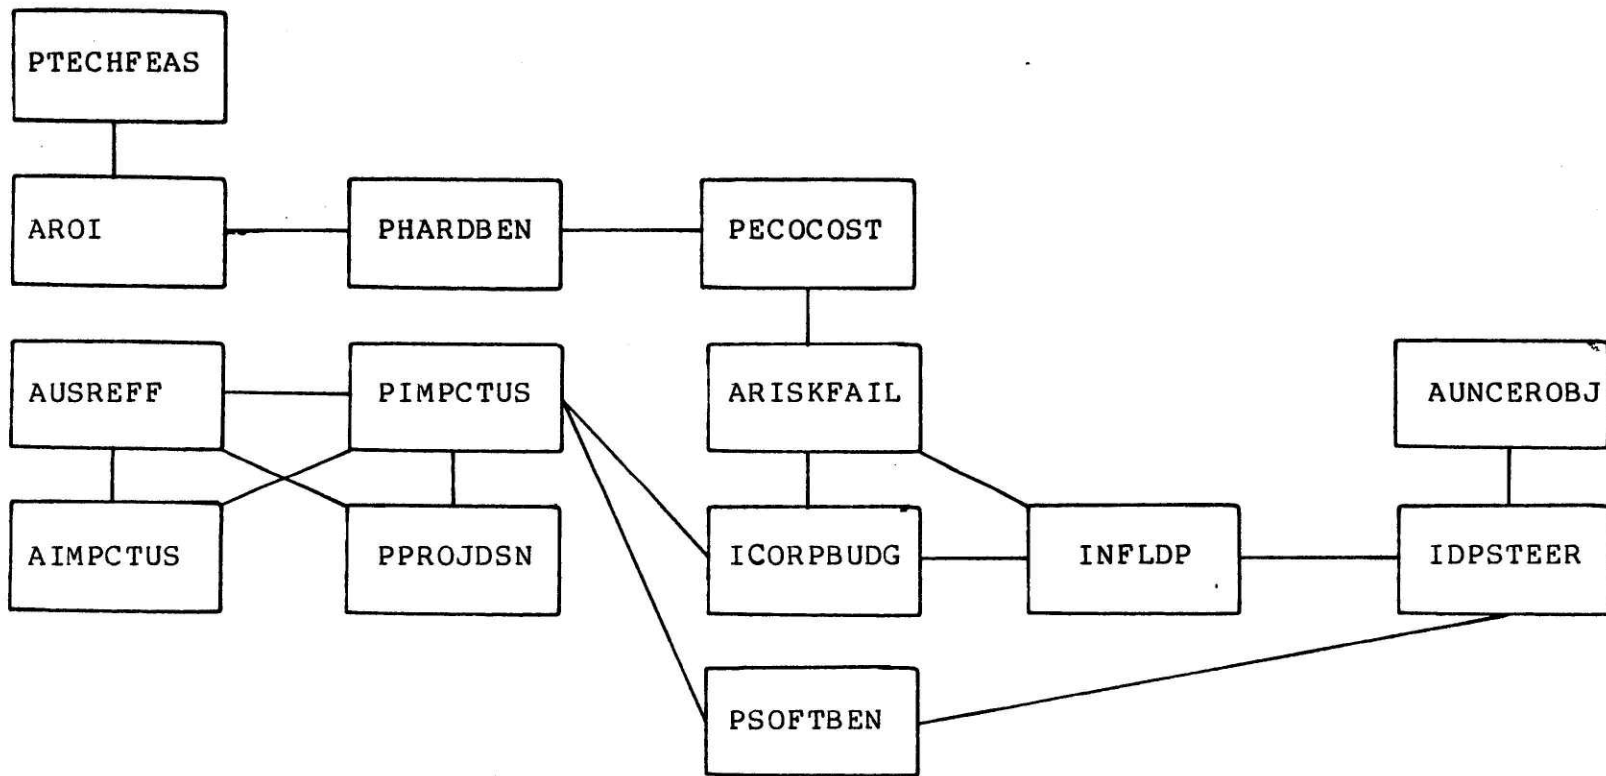 PTECHFEAS
AROI
PHARDBEN
PECOCOST
AUSREFF
PIMPCTUS
ARISKFAIL
AUNCEROBJ
AIMPCTUS
PPROJDSN
ICORPBUDG
INFLDP
IDPSTEER
PSOFTBEN